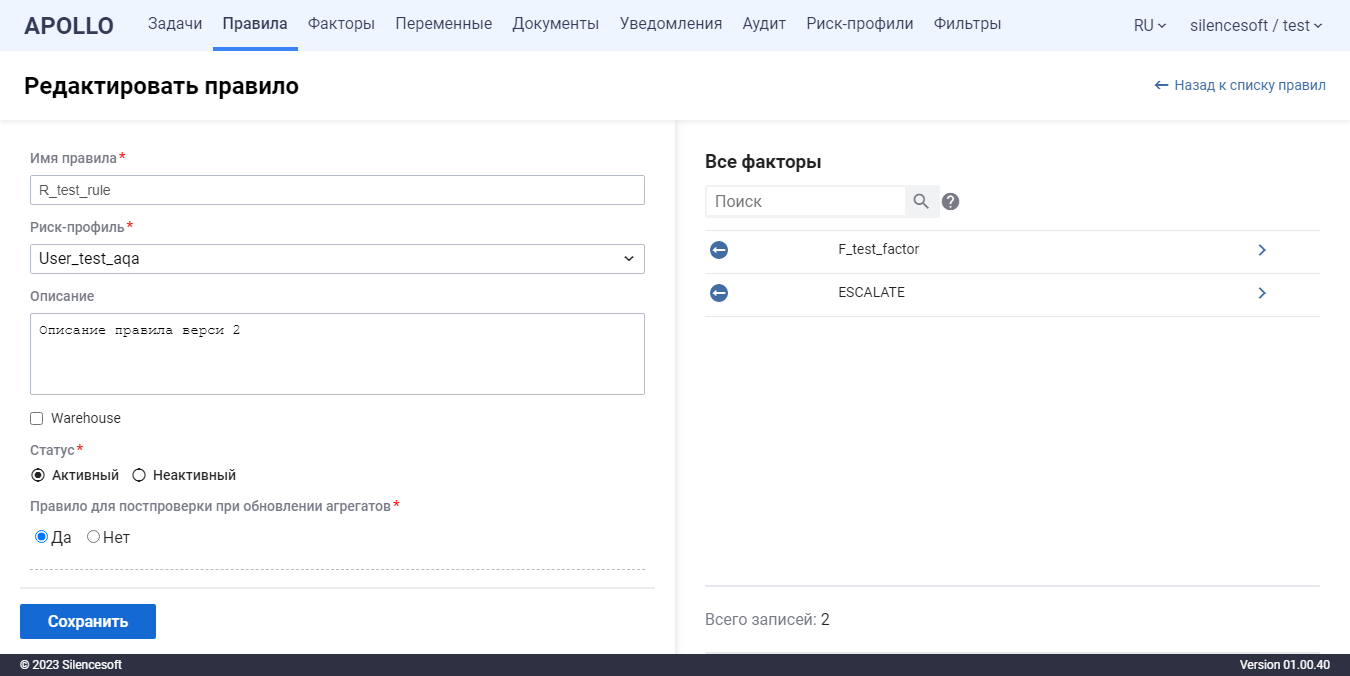 APOLLO Задачи Правила Факторы Переменные Документы Уведомления Аудит Риск-профили Фильтры RU silencesoft / test
Редактировать правило
← Назад к списку правил
Имя правила*
R_test_rule
Риск-профиль*
User_test_aqa
Описание
Описание правила верси 2
Warehouse
Статус*
Активный Неактивный
Правило для постпроверки при обновлении агрегатов*
Да Нет
Сохранить
Все факторы
Поиск ?
F_test_factor
ESCALATE
Всего записей: 2
© 2023 Silencesoft
Version 01.00.40